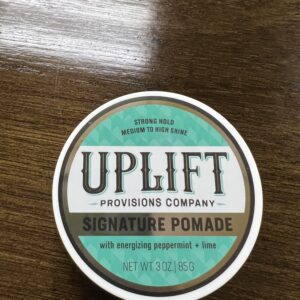 STRONG HOLD
MEDIUM TO HIGH SHINE
UPLIFT
PROVISIONS COMPANY
SIGNATURE POMADE
with energizing peppermint + lime
NET WT 3 OZ | 85G